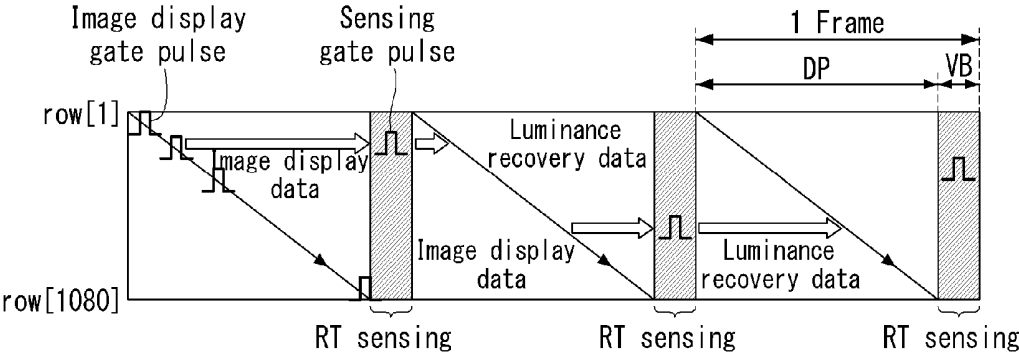 Image display
gate pulse
Sensing
gate pulse
1 Frame
DP
VB
row[1]
Image display
data
Luminance
recovery data
Image display
data
Luminance
recovery data
row[1080]
RT sensing
RT sensing
RT sensing